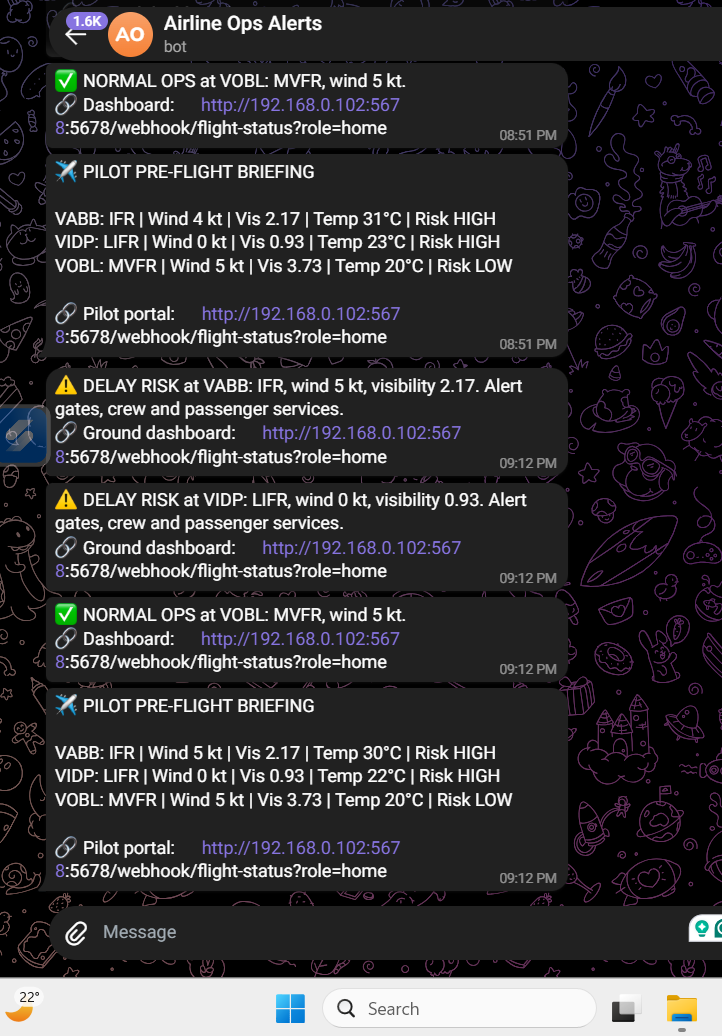 1.6K
AO
Airline Ops Alerts
bot
✅ NORMAL OPS at VOBL: MVFR, wind 5 kt.
🔗 Dashboard: http://192.168.0.102:567
8:5678/webhook/flight-status?role=home
08:51 PM
✈️ PILOT PRE-FLIGHT BRIEFING
VABB: IFR | Wind 4 kt | Vis 2.17 | Temp 31°C | Risk HIGH
VIDP: LIFR | Wind 0 kt | Vis 0.93 | Temp 23°C | Risk HIGH
VOBL: MVFR | Wind 5 kt | Vis 3.73 | Temp 20°C | Risk LOW
🔗 Pilot portal: http://192.168.0.102:567
8:5678/webhook/flight-status?role=home
08:51 PM
⚠️ DELAY RISK at VABB: IFR, wind 5 kt, visibility 2.17. Alert
gates, crew and passenger services.
🔗 Ground dashboard: http://192.168.0.102:567
8:5678/webhook/flight-status?role=home
09:12 PM
⚠️ DELAY RISK at VIDP: LIFR, wind 0 kt, visibility 0.93. Alert
gates, crew and passenger services.
🔗 Ground dashboard: http://192.168.0.102:567
8:5678/webhook/flight-status?role=home
09:12 PM
✅ NORMAL OPS at VOBL: MVFR, wind 5 kt.
🔗 Dashboard: http://192.168.0.102:567
8:5678/webhook/flight-status?role=home
09:12 PM
✈️ PILOT PRE-FLIGHT BRIEFING
VABB: IFR | Wind 5 kt | Vis 2.17 | Temp 30°C | Risk HIGH
VIDP: LIFR | Wind 0 kt | Vis 0.93 | Temp 22°C | Risk HIGH
VOBL: MVFR | Wind 5 kt | Vis 3.73 | Temp 20°C | Risk LOW
🔗 Pilot portal: http://192.168.0.102:567
8:5678/webhook/flight-status?role=home
09:12 PM
Message
22°
Search